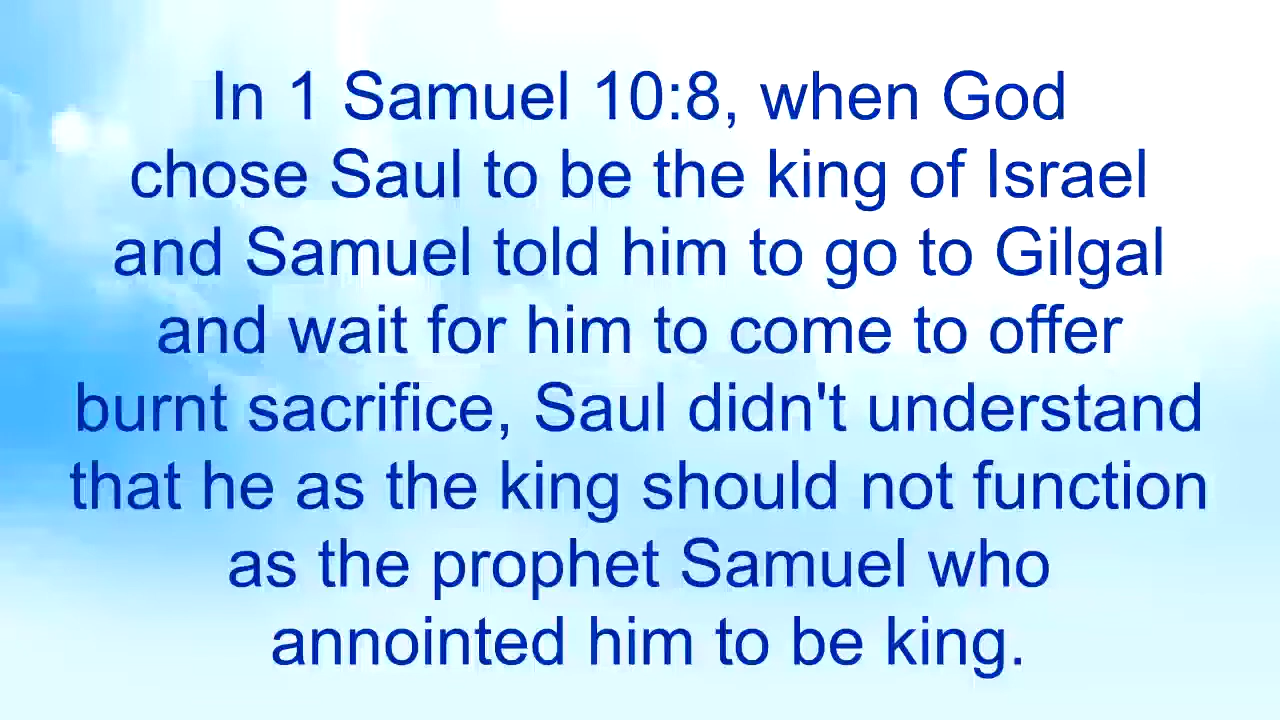 In 1 Samuel 10:8, when God
chose Saul to be the king of Israel
and Samuel told him to go to Gilgal
and wait for him to come to offer
burnt sacrifice, Saul didn't understand
that he as the king should not function
as the prophet Samuel who
annointed him to be king.